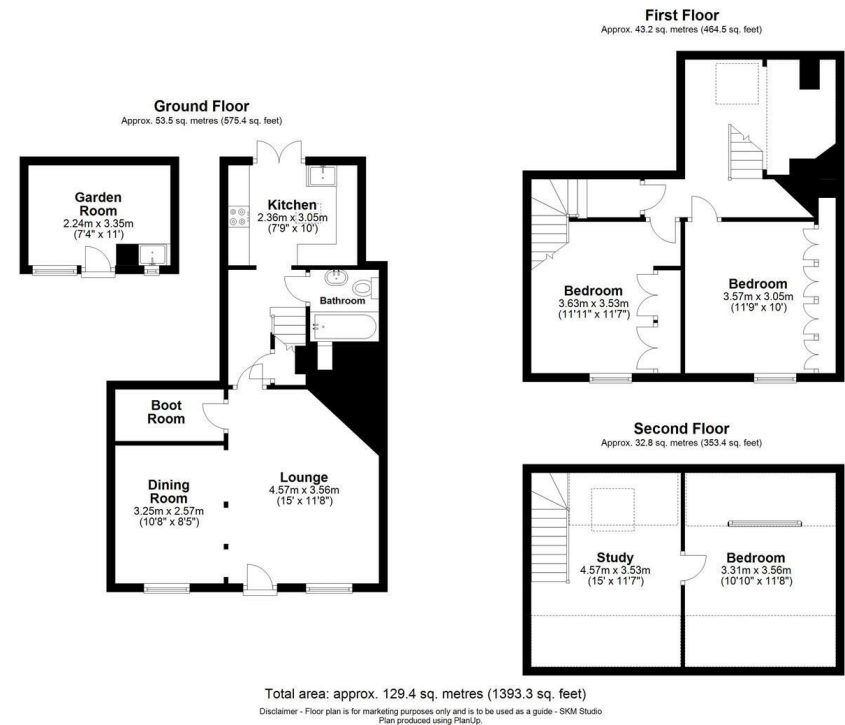 First Floor
Approx. 43.2 sq. metres (464.5 sq. feet)
Ground Floor
Approx. 53.5 sq. metres (575.4 sq. feet)
Garden
Room
2.24m x 3.35m
(7'4" x 11')
Kitchen
2.36m x 3.05m
(7'9" x 10')
Bathroom
Boot
Room
Dining
Room
3.25m x 2.57m
(10'8" x 8'5")
Lounge
4.57m x 3.56m
(15' x 11'8")
Bedroom
3.63m x 3.53m
(11'11" x 11'7")
Bedroom
3.57m x 3.05m
(11'9" x 10')
Second Floor
Approx. 32.8 sq. metres (353.4 sq. feet)
Study
4.57m x 3.53m
(15' x 11'7")
Bedroom
3.31m x 3.56m
(10'10" x 11'8")
Total area: approx. 129.4 sq. metres (1393.3 sq. feet)
Disclaimer - Floor plan is for marketing purposes only and is to be used as a guide - SKM Studio
Plan produced using PlanUp.